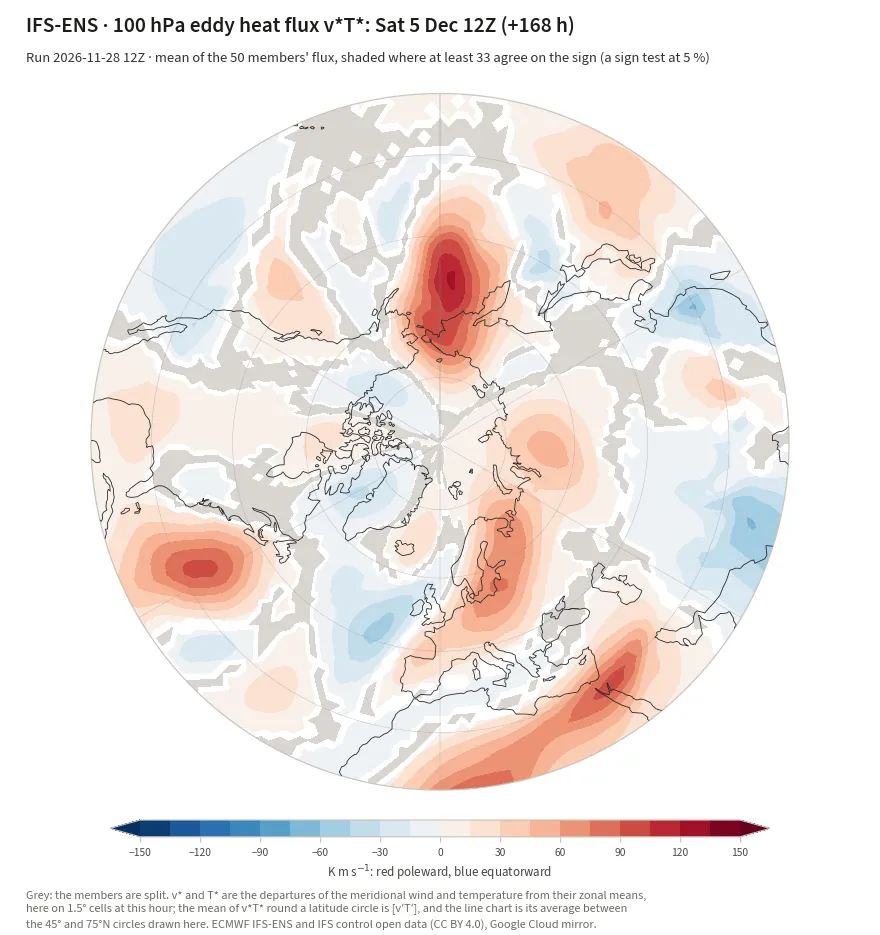 IFS-ENS · 100 hPa eddy heat flux v*T*: Sat 5 Dec 12Z (+168 h)
Run 2026-11-28 12Z · mean of the 50 members' flux, shaded where at least 33 agree on the sign (a sign test at 5 %)
−150 −120 −90 −60 −30 0 30 60 90 120 150
K m s⁻¹: red poleward, blue equatorward
Grey: the members are split. v* and T* are the departures of the meridional wind and temperature from their zonal means,
here on 1.5° cells at this hour; the mean of v*T* round a latitude circle is [v'T'], and the line chart is its average between
the 45° and 75°N circles drawn here. ECMWF IFS-ENS and IFS control open data (CC BY 4.0), Google Cloud mirror.